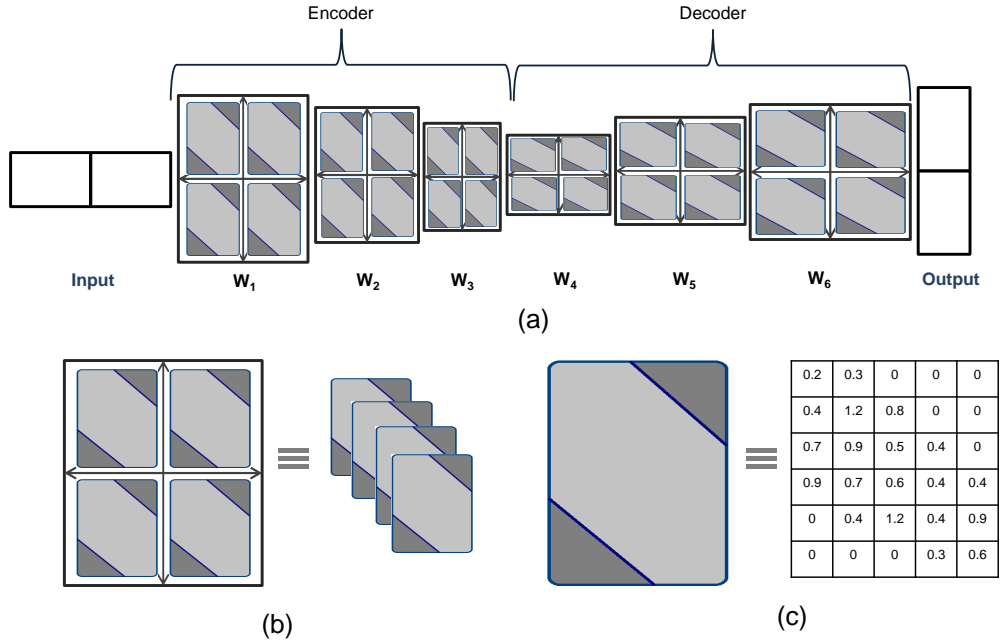 Encoder Decoder
Input W1 W2 W3 W4 W5 W6 Output
(a)
0.2 0.3 0 0 0
0.4 1.2 0.8 0 0
0.7 0.9 0.5 0.4 0
0.9 0.7 0.6 0.4 0.4
0 0.4 1.2 0.4 0.9
0 0 0 0.3 0.6
(b) (c)